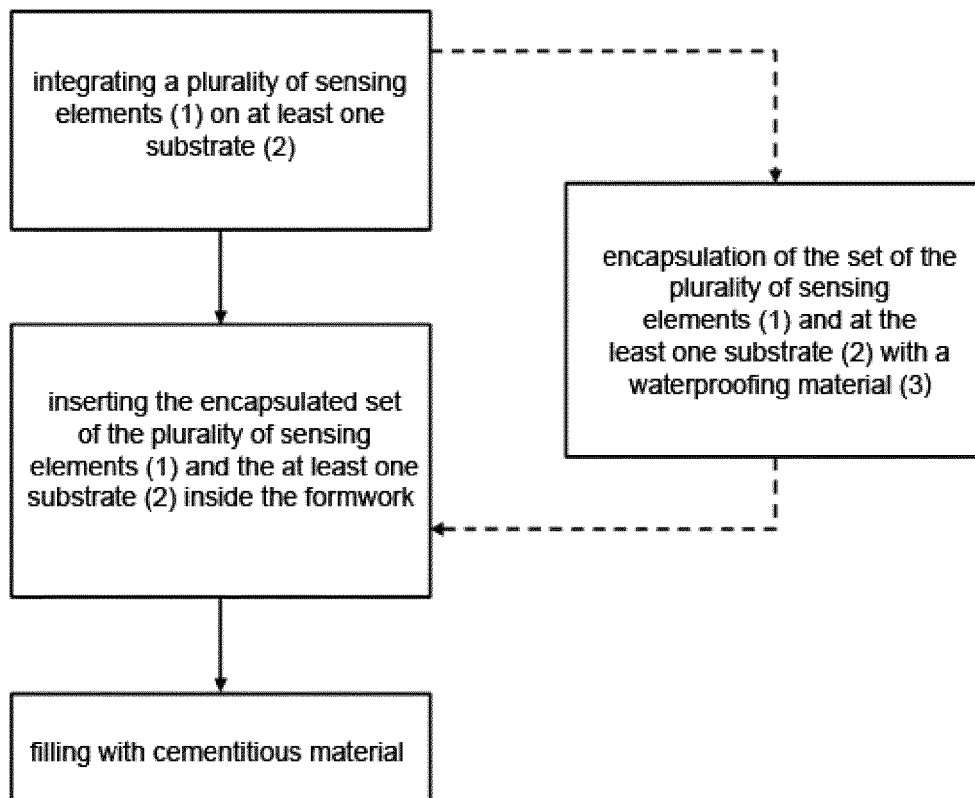 integrating a plurality of sensing
elements (1) on at least one
substrate (2)
encapsulation of the set of the
plurality of sensing
elements (1) and at the
least one substrate (2) with a
waterproofing material (3)
inserting the encapsulated set
of the plurality of sensing
elements (1) and the at least one
substrate (2) inside the formwork
filling with cementitious material